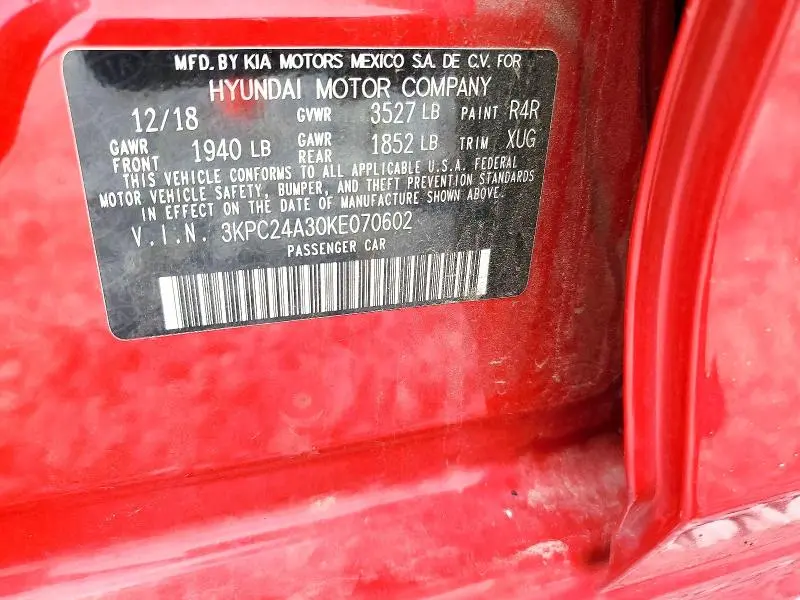 MFD. BY KIA MOTORS MEXICO S.A. DE C.V. FOR
HYUNDAI MOTOR COMPANY
12/18 GVWR 3527 LB PAINT R4R
GAWR FRONT 1940 LB GAWR REAR 1852 LB TRIM XUG
THIS VEHICLE CONFORMS TO ALL APPLICABLE U.S.A. FEDERAL
MOTOR VEHICLE SAFETY, BUMPER, AND THEFT PREVENTION STANDARDS
IN EFFECT ON THE DATE OF MANUFACTURE SHOWN ABOVE.
V.I.N. 3KPC24A30KE070602
PASSENGER CAR